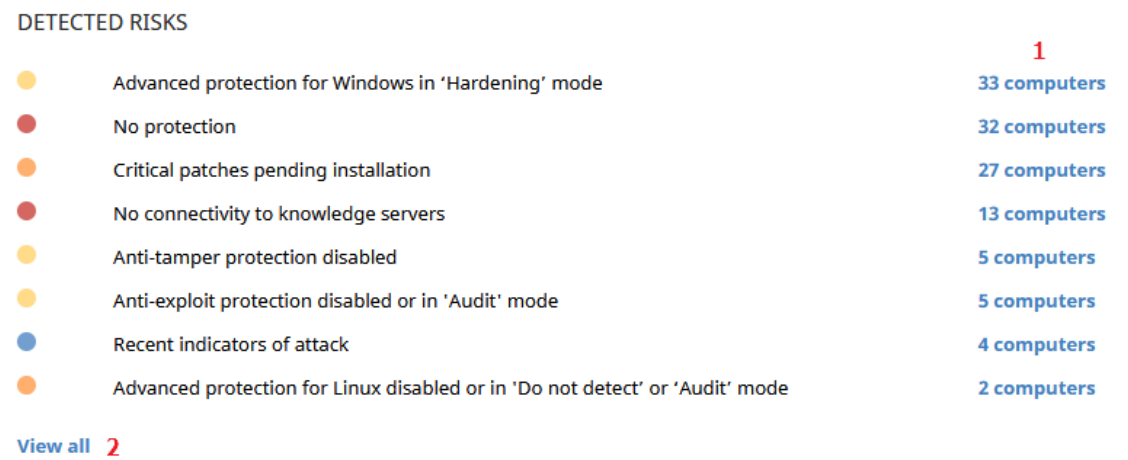 DETECTED RISKS
1
Advanced protection for Windows in ‘Hardening’ mode 33 computers
No protection 32 computers
Critical patches pending installation 27 computers
No connectivity to knowledge servers 13 computers
Anti-tamper protection disabled 5 computers
Anti-exploit protection disabled or in 'Audit' mode 5 computers
Recent indicators of attack 4 computers
Advanced protection for Linux disabled or in 'Do not detect’ or ‘Audit’ mode 2 computers
View all 2